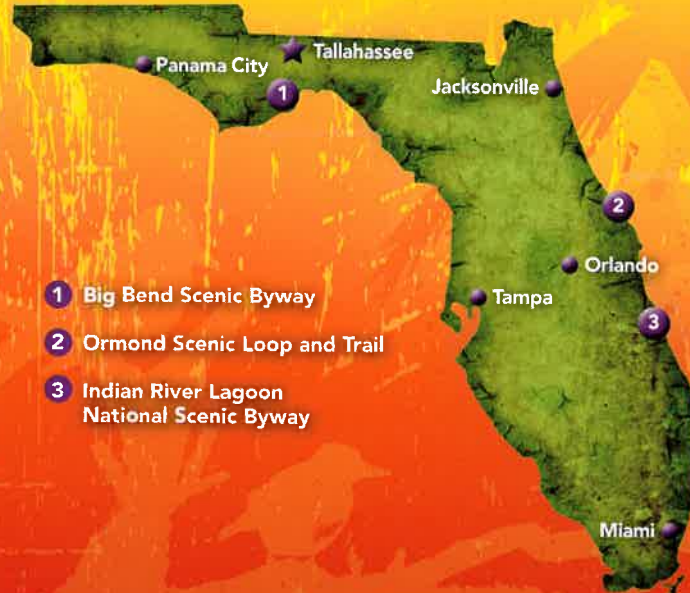 Tallahassee
Panama City
1
Jacksonville
2
Orlando
1 Big Bend Scenic Byway
Tampa
3
2 Ormond Scenic Loop and Trail
3 Indian River Lagoon
National Scenic Byway
Miami